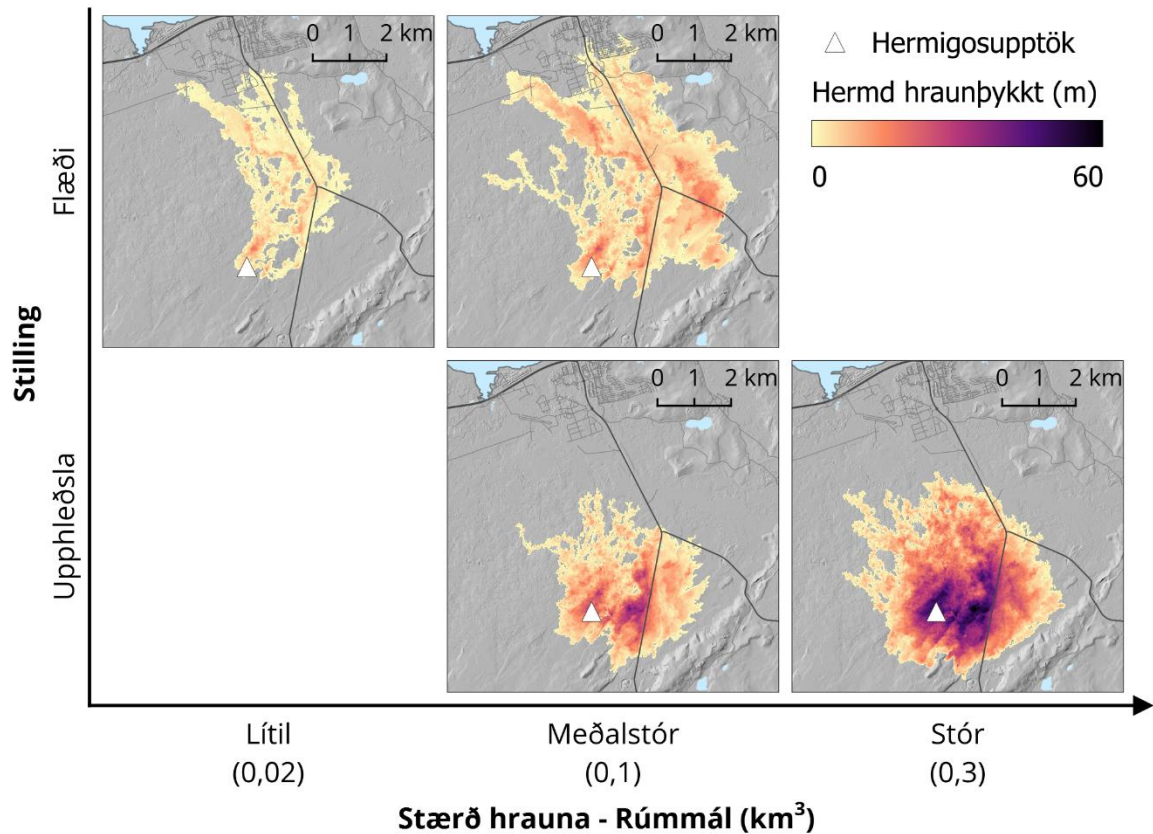 0 1 2 km
0 1 2 km
Hermigosupptök
Hermd hraunþykkt (m)
0 60
Flæði
Stilling
Upphleðsla
0 1 2 km
0 1 2 km
Lítil
(0,02)
Meðalstór
(0,1)
Stór
(0,3)
Stærð hrauna - Rúmmál (km³)